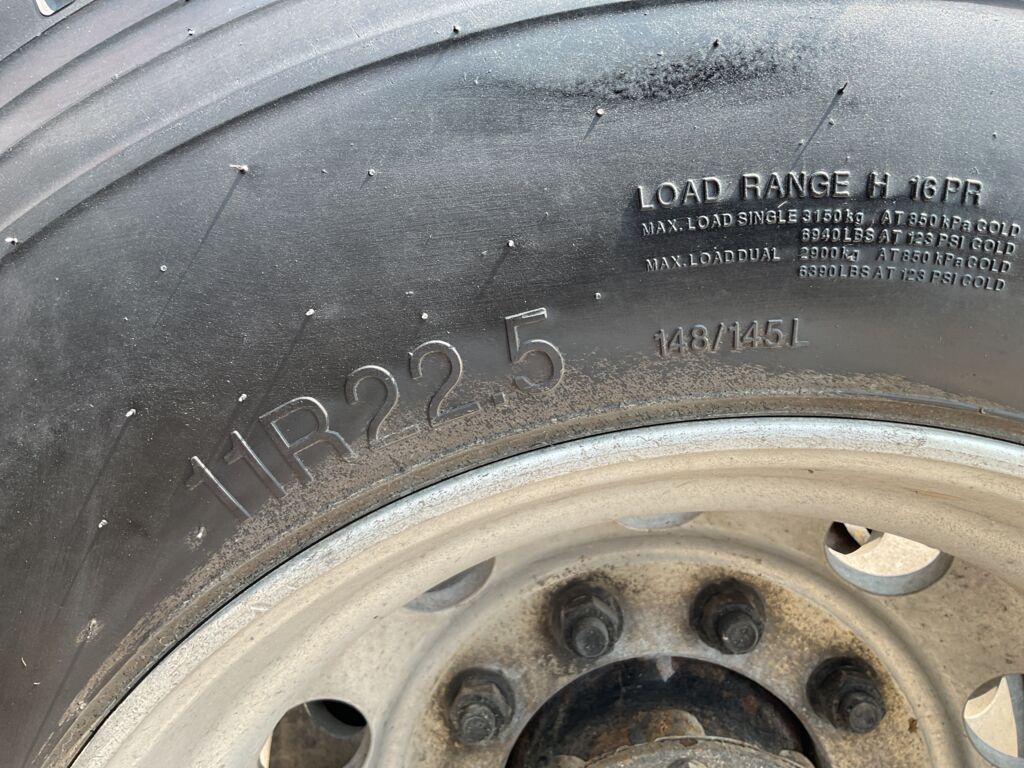 LOAD RANGE H 16PR
MAX. LOAD SINGLE 3150kg , AT 850 kPa COLD
6940 LBS AT 123 PSI COLD
MAX. LOAD DUAL 2900kg AT 850 kPa COLD
6390 LBS AT 123 PSI COLD
148/145L
11R22.5